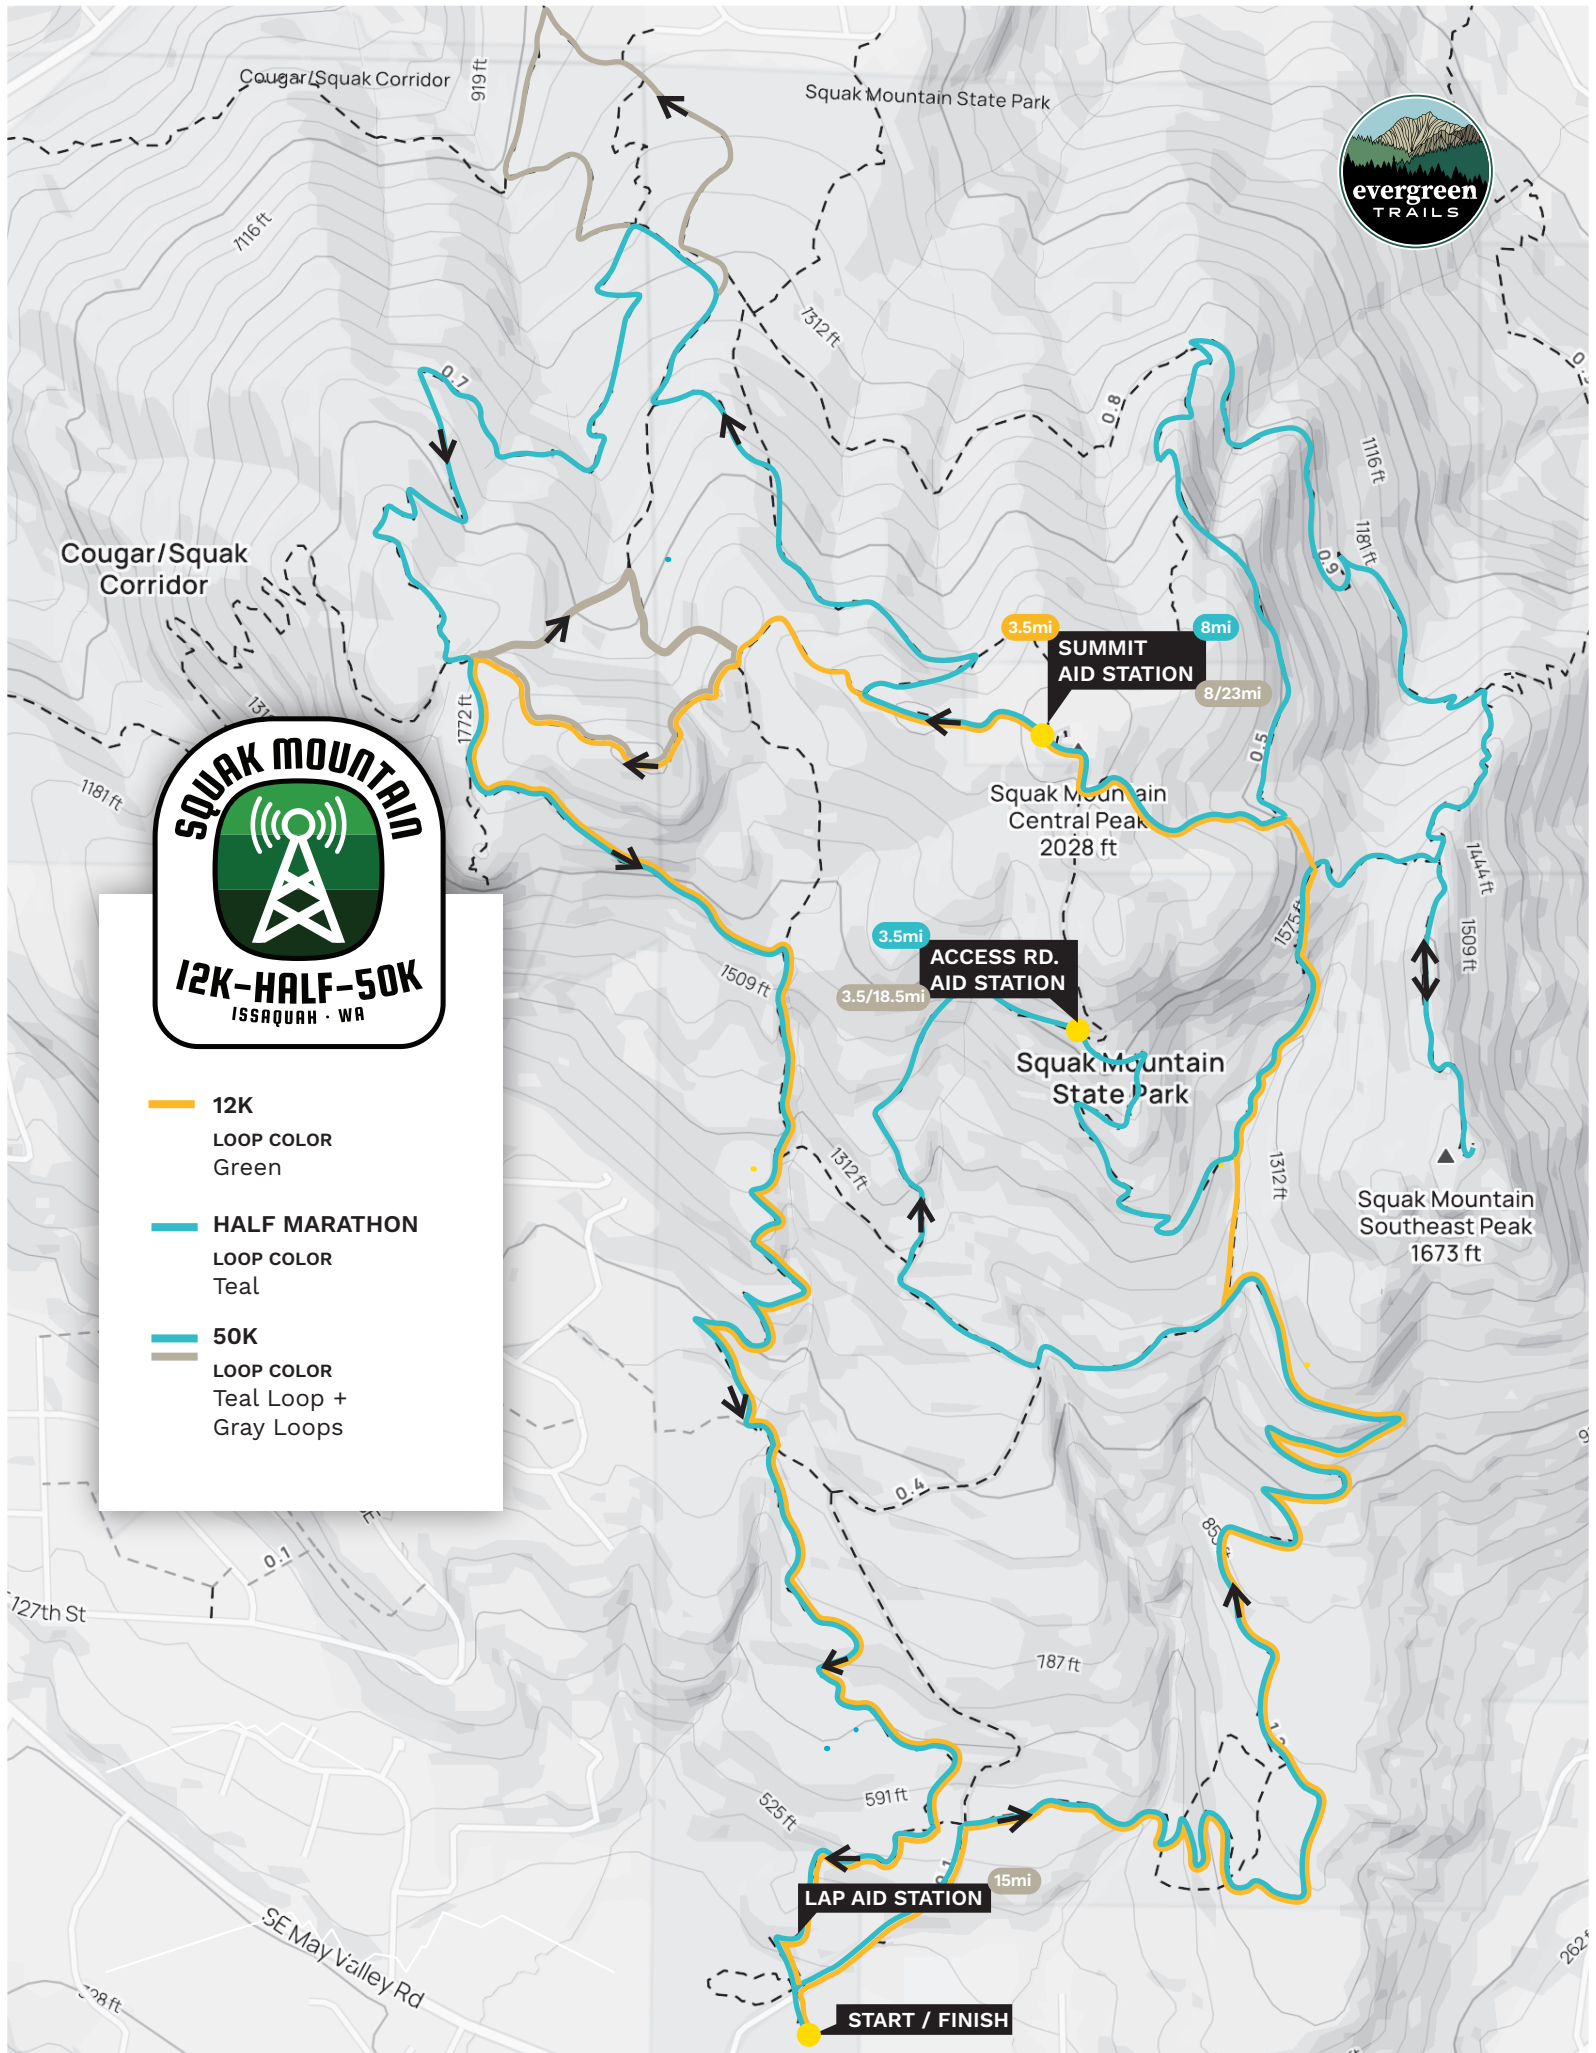 Cougar/Squak Corridor
919 ft
Squak Mountain State Park
evergreen
TRAILS
1116 ft
1312 ft
0.7
0.8
1116 ft
1181 ft
0.9
Cougar/Squak
Corridor
3.5mi
8mi
SUMMIT
AID STATION
8/23mi
1772 ft
0.5
1181 ft
Squak Mountain
Central Peak
2028 ft
1444 ft
SQUAK MOUNTAIN
12K-HALF-50K
ISSAQUAH · WA
3.5mi
ACCESS RD.
AID STATION
3.5/18.5mi
1575 ft
1509 ft
1509 ft
Squak Mountain
State Park
1312 ft
1312 ft
Squak Mountain
Southeast Peak
1673 ft
12K
LOOP COLOR
Green
HALF MARATHON
LOOP COLOR
Teal
50K
LOOP COLOR
Teal Loop +
Gray Loops
0.4
0.1
127th St
787 ft
591 ft
525 ft
15mi
LAP AID STATION
SE May Valley Rd
START / FINISH